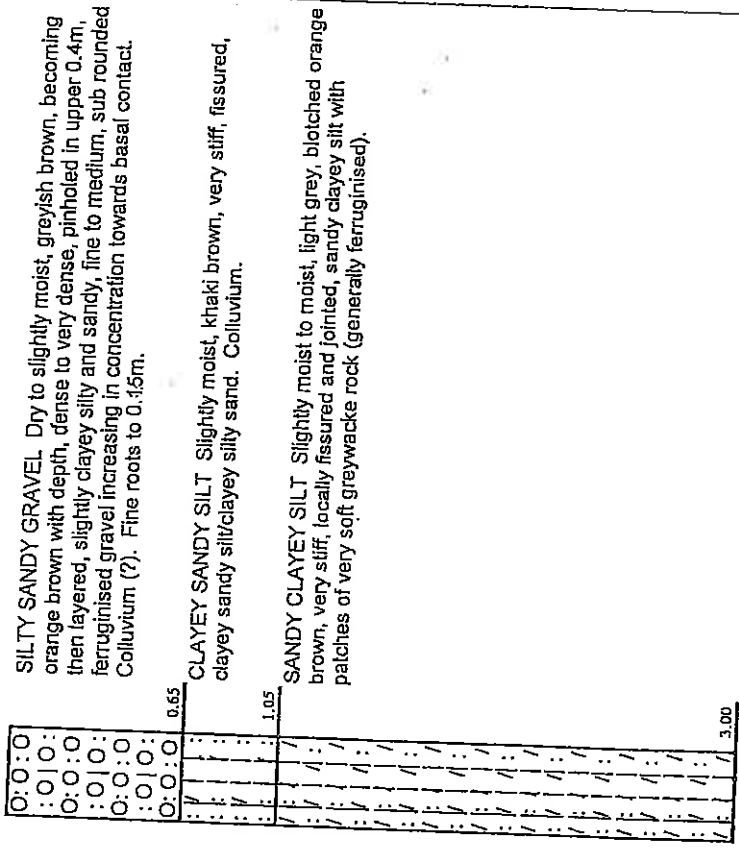 SILTY SANDY GRAVEL Dry to slightly moist, greyish brown, becoming
orange brown with depth, dense to very dense, pinholed in upper 0.4m,
then layered, slightly clayey silty and sandy, fine to medium, sub rounded
ferruginised gravel increasing in concentration towards basal contact.
Colluvium (?). Fine roots to 0.15m.
0.65
CLAYEY SANDY SILT Slightly moist, khaki brown, very stiff, fissured,
clayey sandy silt/clayey silty sand. Colluvium.
1.05
SANDY CLAYEY SILT Slightly moist to moist, light grey, blotched orange
brown, very stiff, locally fissured and jointed, sandy clayey silt with
patches of very soft greywacke rock (generally ferruginised).
3.00